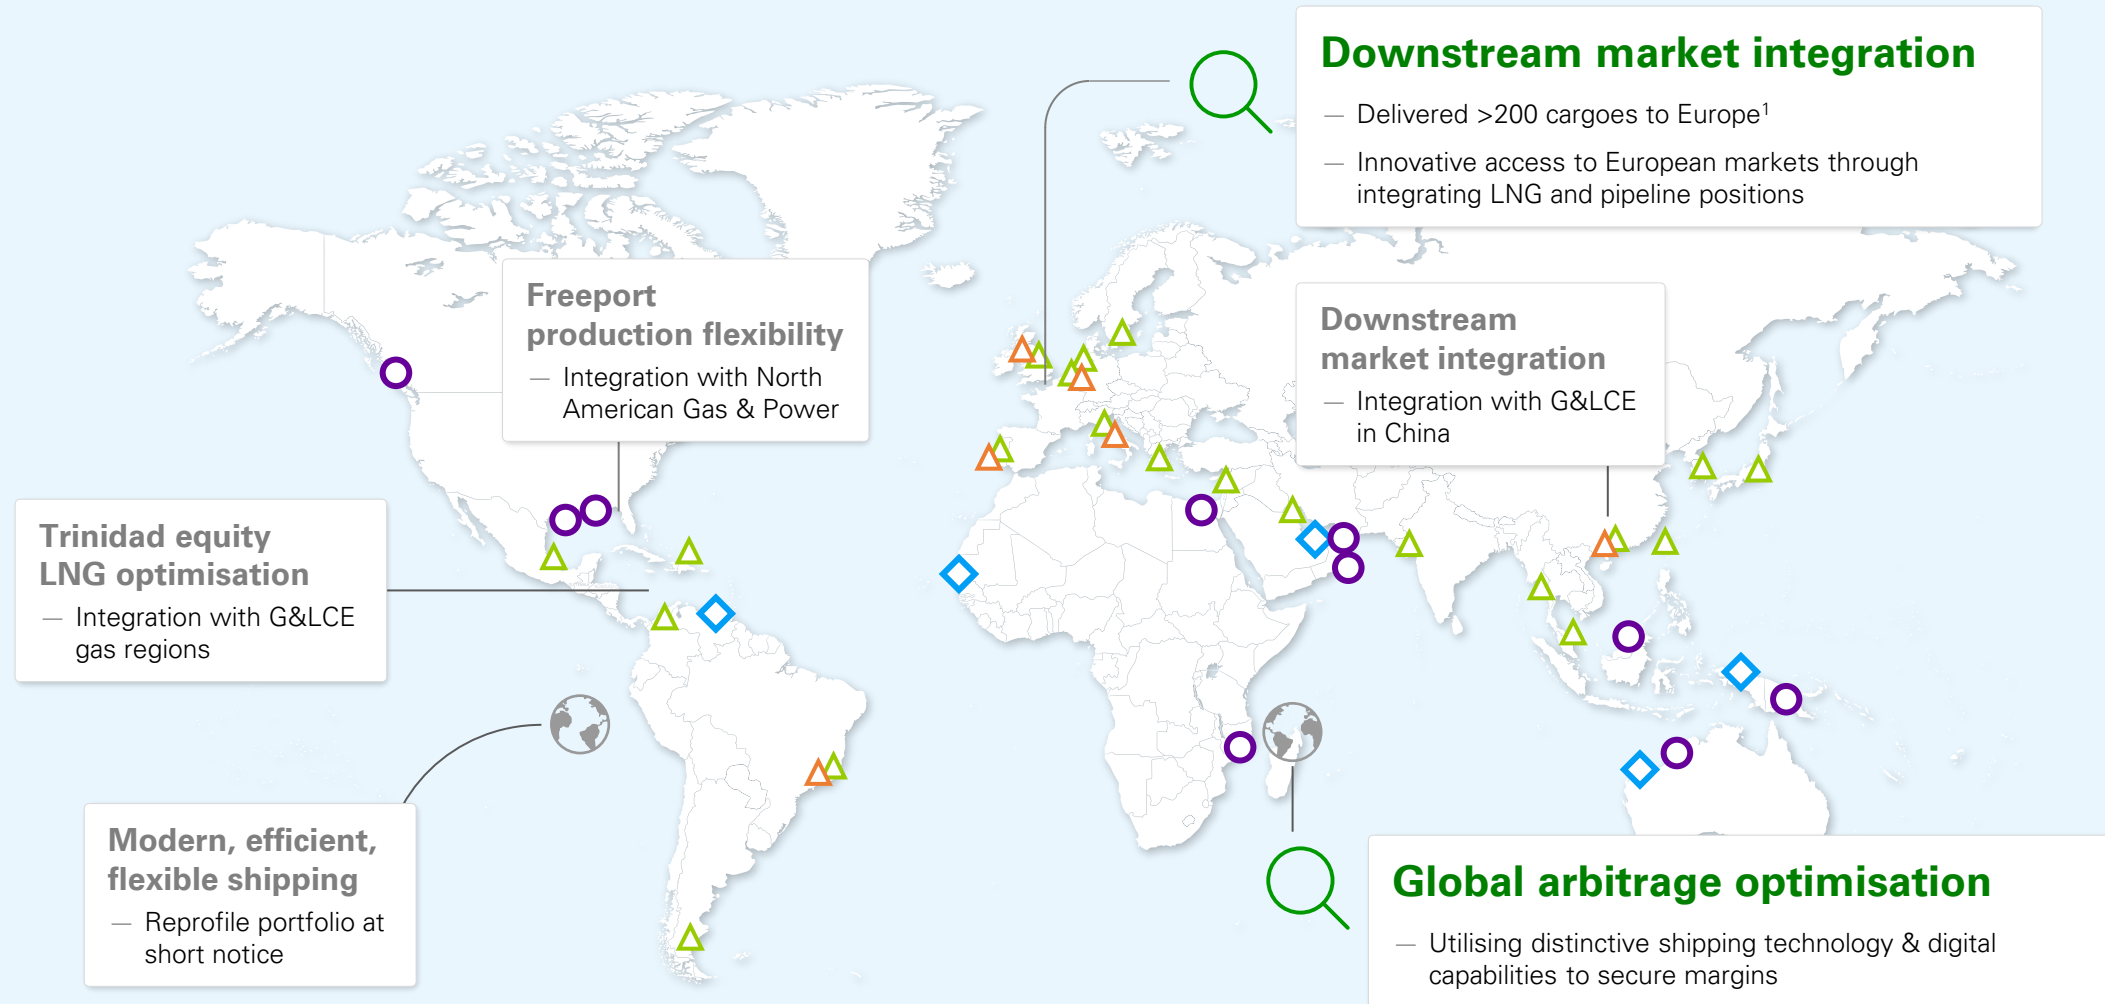 Downstream market integration
— Delivered >200 cargoes to Europe¹
— Innovative access to European markets through
integrating LNG and pipeline positions
Freeport
production flexibility
— Integration with North
American Gas & Power
Downstream
market integration
— Integration with G&LCE
in China
Trinidad equity
LNG optimisation
— Integration with G&LCE
gas regions
Modern, efficient,
flexible shipping
— Reprofile portfolio at
short notice
Global arbitrage optimisation
— Utilising distinctive shipping technology & digital
capabilities to secure margins